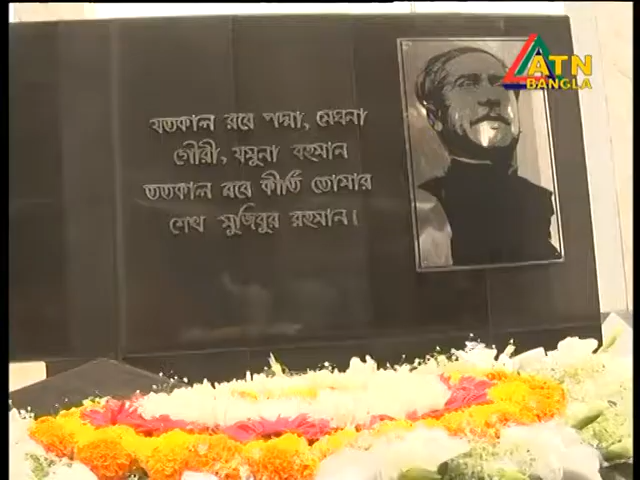 যতকাল রবে পদ্মা, মেঘনা
গৌরী, যমুনা বহমান
ততকাল রবে কীর্তি তোমার
শেখ মুজিবুর রহমান।
ATN
BANGLA